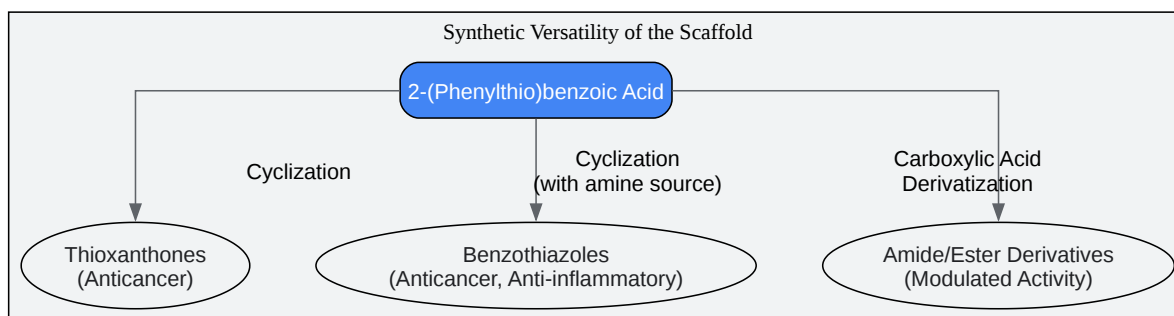 Synthetic Versatility of the Scaffold
2-(Phenylthio)benzoic Acid
Cyclization
Cyclization
(with amine source)
Carboxylic Acid
Derivatization
Thioxanthones
(Anticancer)
Benzothiazoles
(Anticancer, Anti-inflammatory)
Amide/Ester Derivatives
(Modulated Activity)